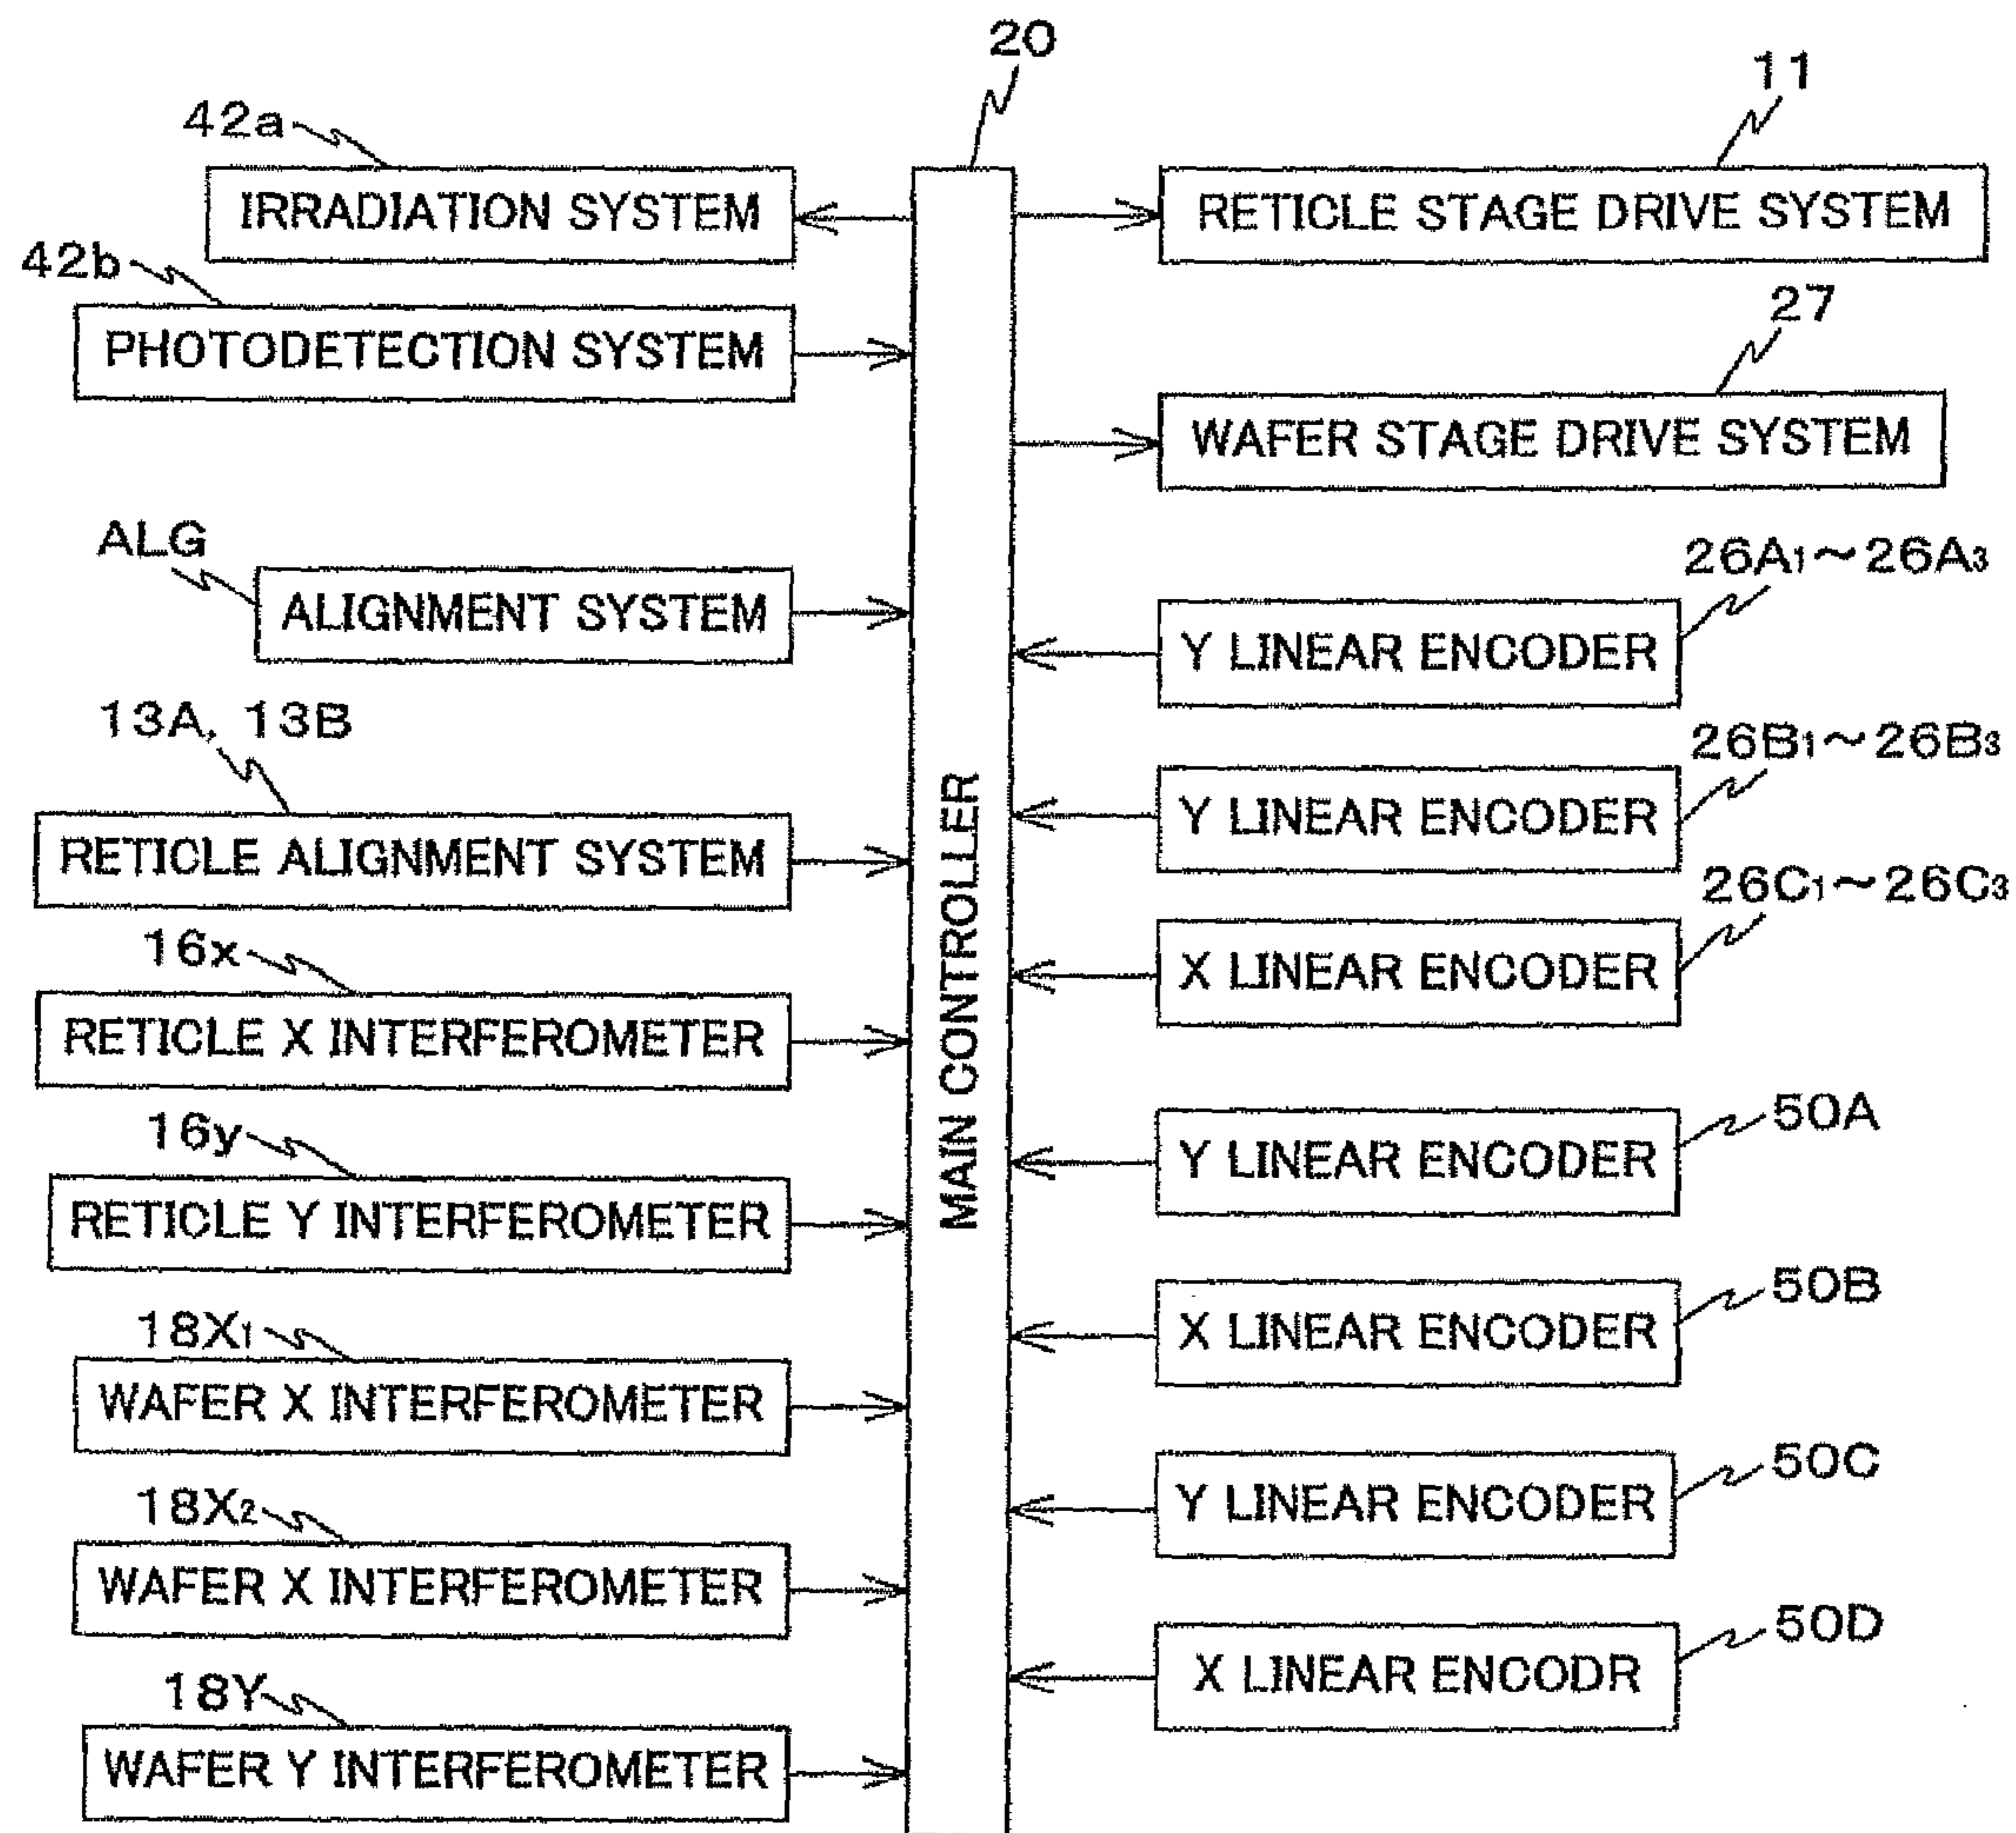 20
42a
IRRADIATION SYSTEM
42b
PHOTODETECTION SYSTEM
ALG
ALIGNMENT SYSTEM
13A, 13B
RETICLE ALIGNMENT SYSTEM
16x
RETICLE X INTERFEROMETER
16y
RETICLE Y INTERFEROMETER
18X1
WAFER X INTERFEROMETER
18X2
WAFER X INTERFEROMETER
18Y
WAFER Y INTERFEROMETER
MAIN CONTROLLER
11
RETICLE STAGE DRIVE SYSTEM
27
WAFER STAGE DRIVE SYSTEM
26A1~26A3
Y LINEAR ENCODER
26B1~26B3
Y LINEAR ENCODER
26C1~26C3
X LINEAR ENCODER
50A
Y LINEAR ENCODER
50B
X LINEAR ENCODER
50C
Y LINEAR ENCODER
50D
X LINEAR ENCODR